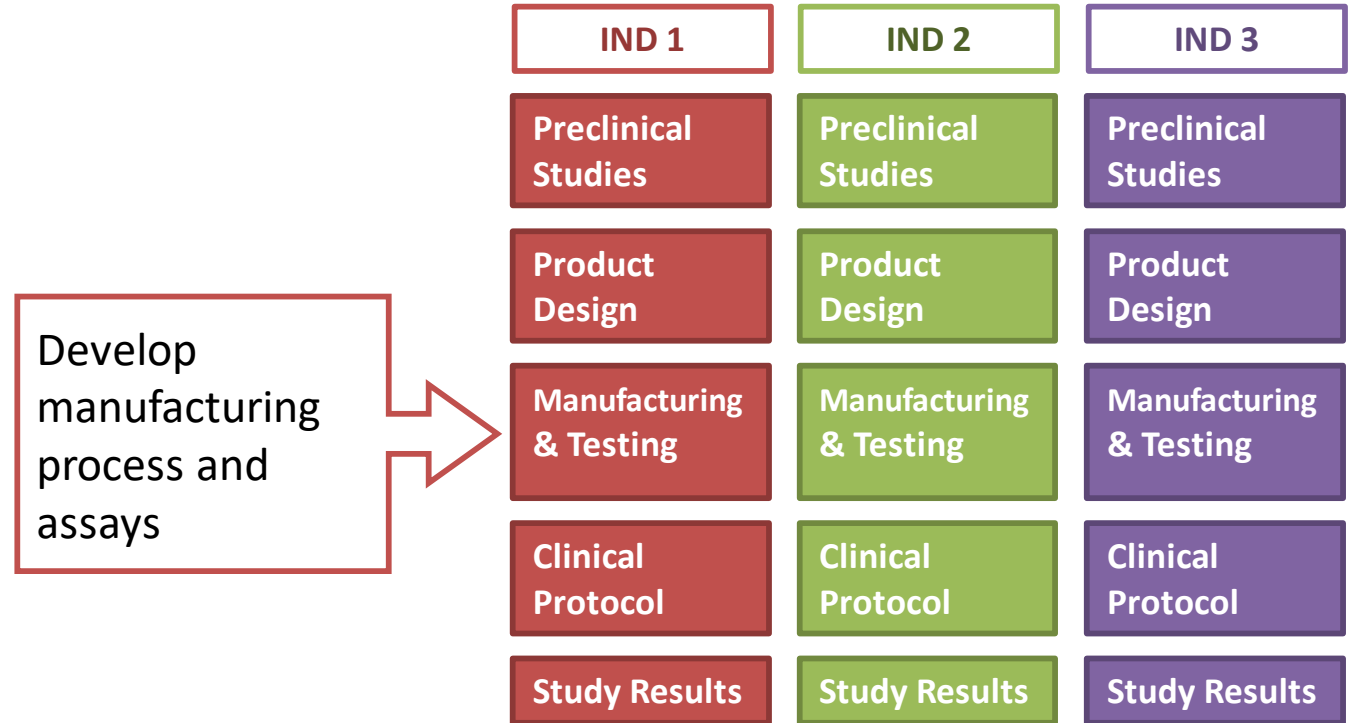 IND 1
IND 2
IND 3
Preclinical
Studies
Preclinical
Studies
Preclinical
Studies
Product
Design
Product
Design
Product
Design
Develop
manufacturing
process and
assays
Manufacturing
& Testing
Manufacturing
& Testing
Manufacturing
& Testing
Clinical
Protocol
Clinical
Protocol
Clinical
Protocol
Study Results
Study Results
Study Results